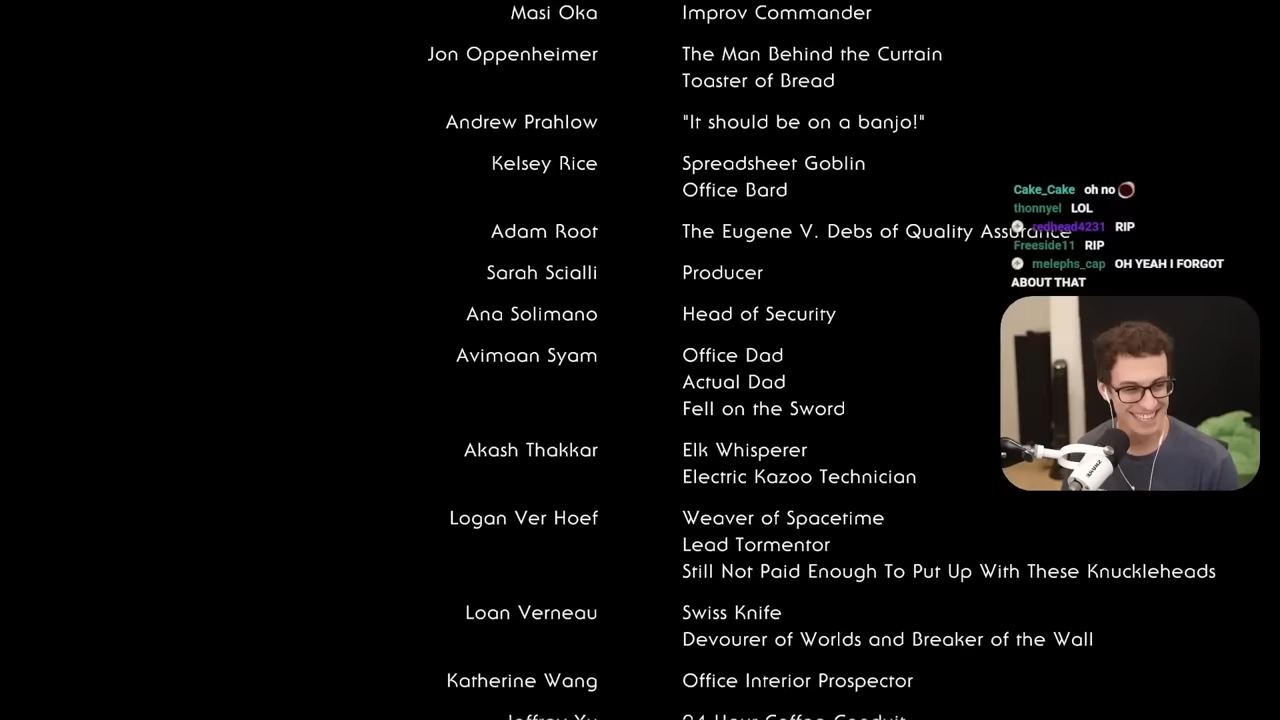 Masi Oka Improv Commander
Jon Oppenheimer The Man Behind the Curtain
Toaster of Bread
Andrew Prahlow "It should be on a banjo!"
Kelsey Rice Spreadsheet Goblin
Office Bard
Adam Root The Eugene V. Debs of Quality Assurance
Sarah Scialli Producer
Ana Solimano Head of Security
Avimaan Syam Office Dad
Actual Dad
Fell on the Sword
Akash Thakkar Elk Whisperer
Electric Kazoo Technician
Logan Ver Hoef Weaver of Spacetime
Lead Tormentor
Still Not Paid Enough To Put Up With These Knuckleheads
Loan Verneau Swiss Knife
Devourer of Worlds and Breaker of the Wall
Katherine Wang Office Interior Prospector
Cake_Cake oh no
thonnyel LOL
redhead4231 RIP
Freeside11 RIP
melephs_cap OH YEAH I FORGOT
ABOUT THAT